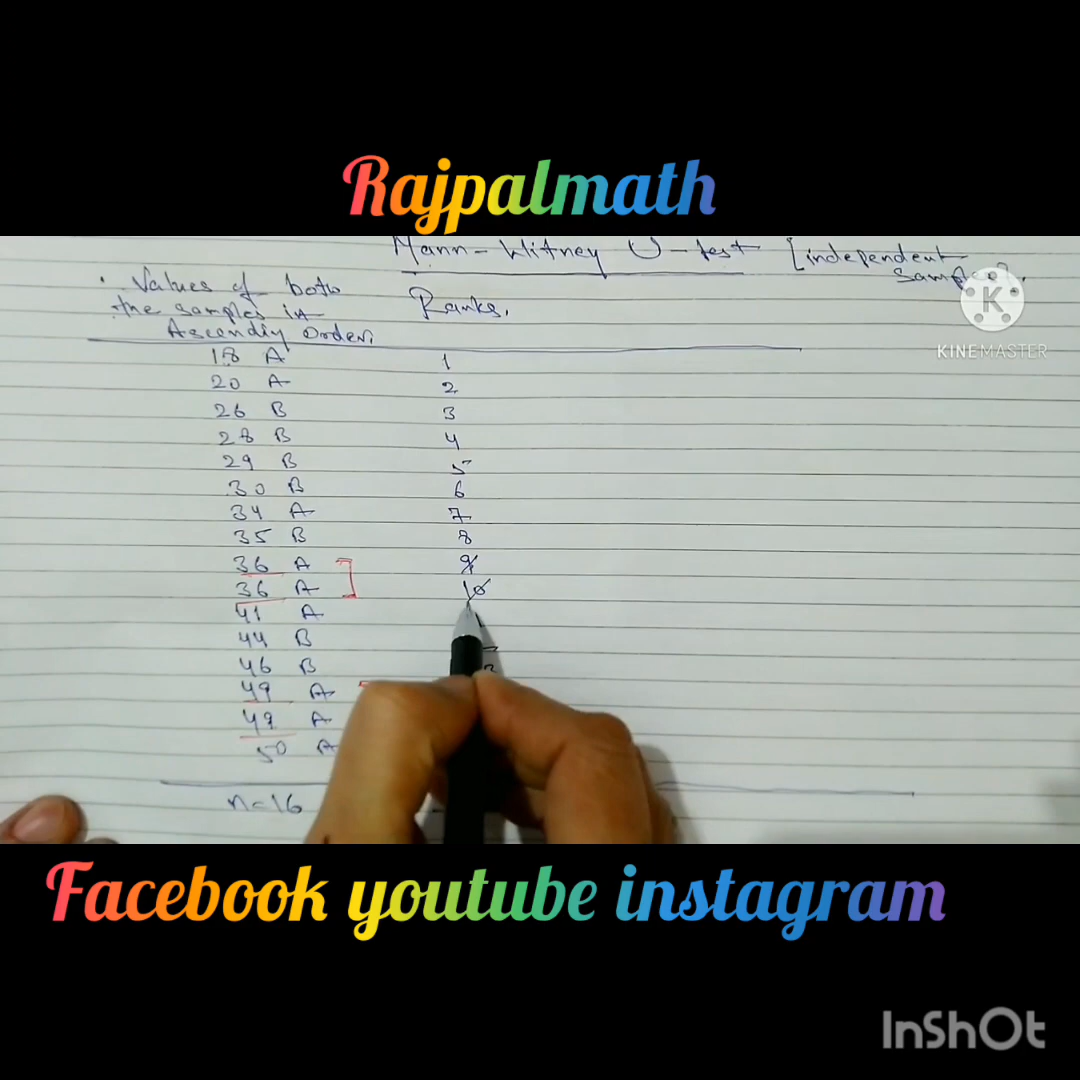 Rajpalmath
Mann-Witney U-test [independent
samples].
KINEMASTER
Values of both
the samples in
Ascendiy Order.
Ranks.
18 A 1
20 A 2
26 B 3
28 B 4
29 B 5
30 B 6
34 A 7
35 B 8
36 A 9
36 A 10
41 A
44 B
46 B
49 A
49 A
50 A
n=16
Facebook youtube instagram
InShOt